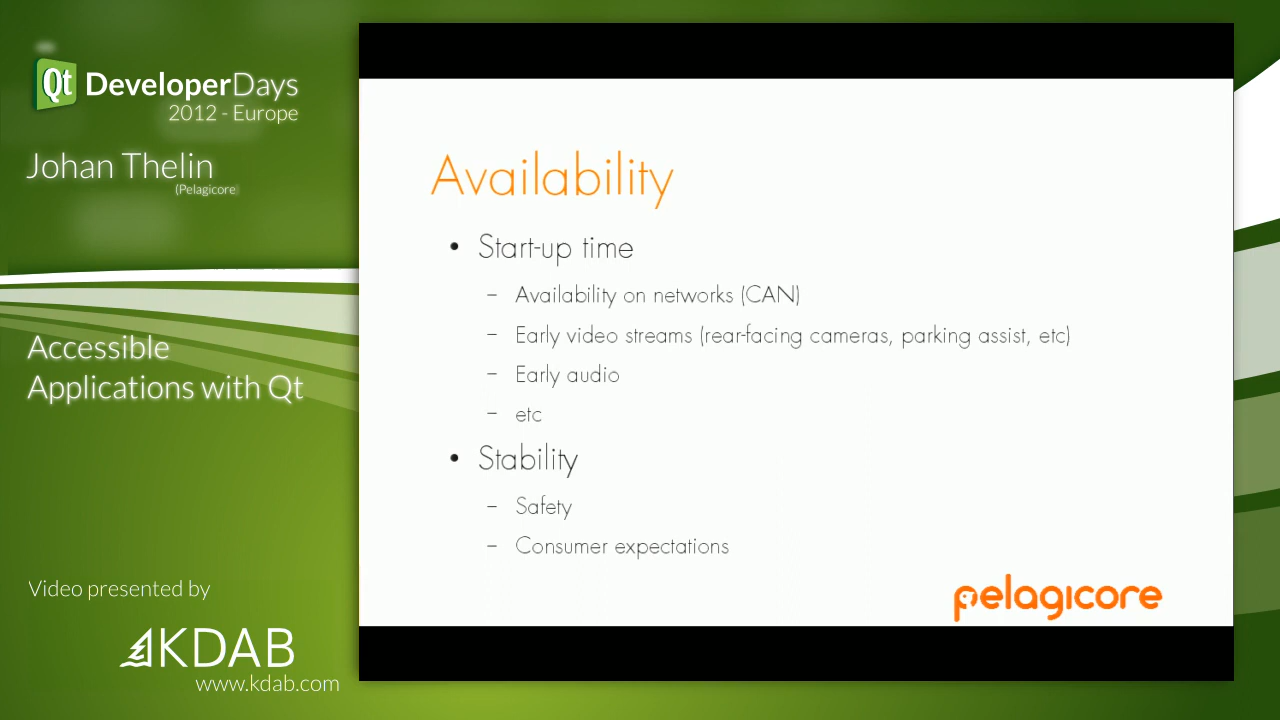 Qt DeveloperDays
2012 - Europe
Johan Thelin
(Pelagicore)
Accessible
Applications with Qt
Video presented by
KDAB
www.kdab.com
Availability
• Start-up time
– Availability on networks (CAN)
– Early video streams (rear-facing cameras, parking assist, etc)
– Early audio
– etc
• Stability
– Safety
– Consumer expectations
pelagicore